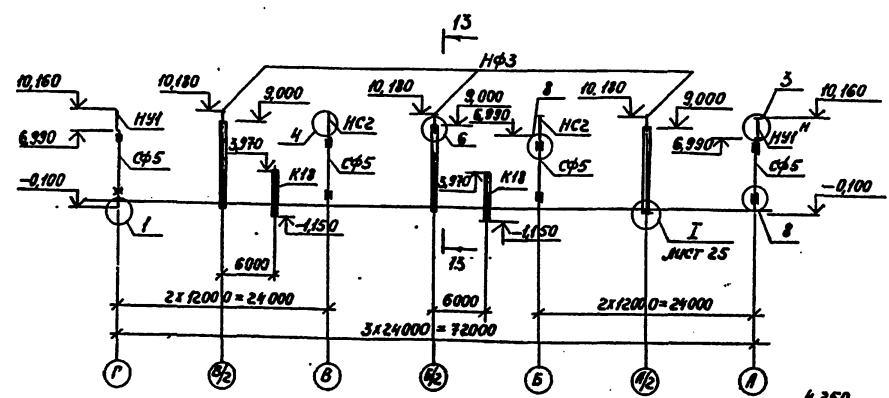 13
НФ3
10,160
10,180
9,000
10,180
9,000
8
10,180
9,000
3
10,160
НУ1
4
НС2
6,990
НС2
НУ1н
6,990
6
6,990
СФ5
3,970
К18
СФ5
3,970
К18
СФ5
СФ5
-0,100
-0,100
1
-1,150
-1,150
I
8
лист 25
13
6000
6000
2х12000=24000
2х12000=24000
3х24000=72000
Г
В/2
В
Б/2
Б
А/2
А